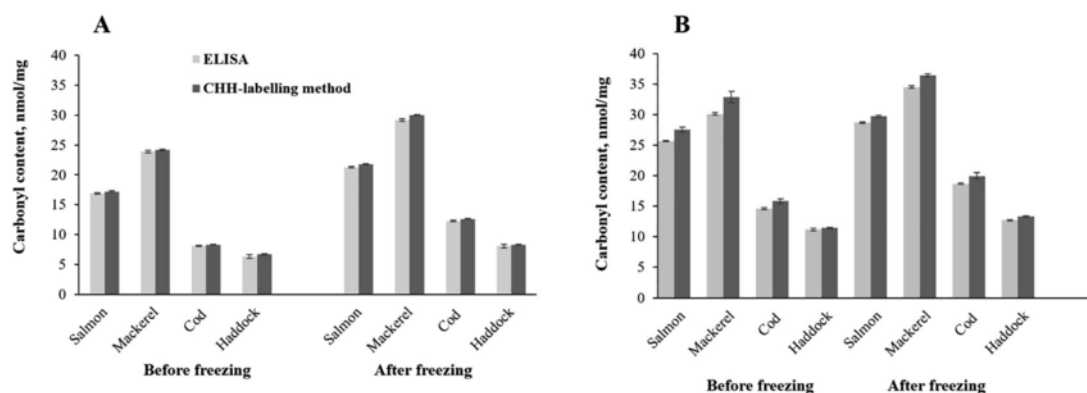 A
Carbonyl content, nmol/mg
40
35
30
25
20
15
10
5
0
ELISA
CHH-labelling method
Salmon
Mackerel
Cod
Haddock
Salmon
Mackerel
Cod
Haddock
Before freezing
After freezing
B
Carbonyl content, nmol/mg
40
35
30
25
20
15
10
5
0
Salmon
Mackerel
Cod
Haddock
Salmon
Mackerel
Cod
Haddock
Before freezing
After freezing